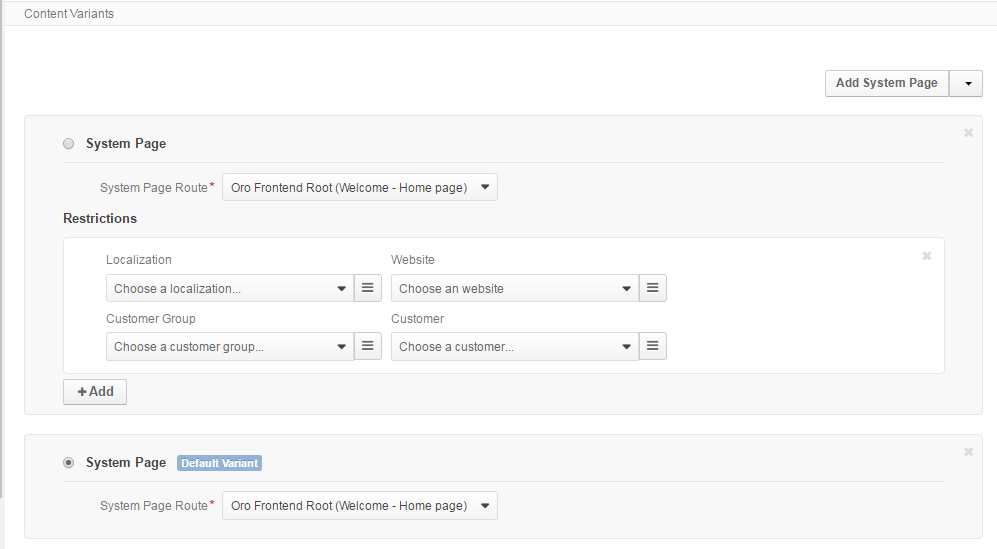 Content Variants
Add System Page
System Page
System Page Route* Oro Frontend Root (Welcome - Home page)
Restrictions
Localization Website
Choose a localization... Choose an website
Customer Group Customer
Choose a customer group... Choose a customer...
+Add
System Page Default Variant
System Page Route* Oro Frontend Root (Welcome - Home page)